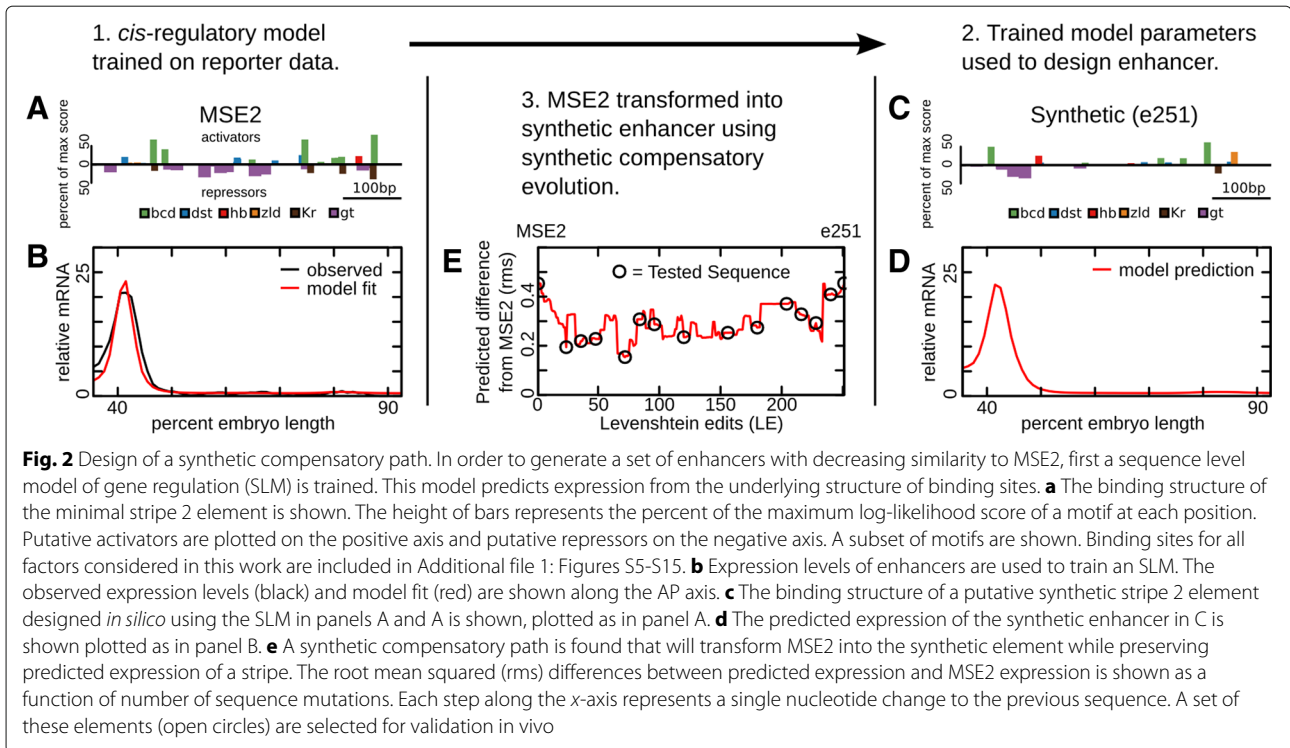 1. cis-regulatory model
trained on reporter data.
2. Trained model parameters
used to design enhancer.
3. MSE2 transformed into
synthetic enhancer using
synthetic compensatory
evolution.
A
MSE2
percent of max score
50
0
50
activators
repressors
100bp
bcd dst hb zld Kr gt
B
relative mRNA
25
0
observed
model fit
40 90
percent embryo length
C
Synthetic (e251)
percent of max score
50
0
50
100bp
bcd dst hb zld Kr gt
D
relative mRNA
25
0
model prediction
40 90
percent embryo length
E
MSE2 e251
O = Tested Sequence
Predicted difference
from MSE2 (rms)
0.4
0.2
0
0 50 100 150 200
Levenshtein edits (LE)
Fig. 2 Design of a synthetic compensatory path. In order to generate a set of enhancers with decreasing similarity to MSE2, first a sequence level
model of gene regulation (SLM) is trained. This model predicts expression from the underlying structure of binding sites. a The binding structure of
the minimal stripe 2 element is shown. The height of bars represents the percent of the maximum log-likelihood score of a motif at each position.
Putative activators are plotted on the positive axis and putative repressors on the negative axis. A subset of motifs are shown. Binding sites for all
factors considered in this work are included in Additional file 1: Figures S5-S15. b Expression levels of enhancers are used to train an SLM. The
observed expression levels (black) and model fit (red) are shown along the AP axis. c The binding structure of a putative synthetic stripe 2 element
designed in silico using the SLM in panels A and A is shown, plotted as in panel A. d The predicted expression of the synthetic enhancer in C is
shown plotted as in panel B. e A synthetic compensatory path is found that will transform MSE2 into the synthetic element while preserving
predicted expression of a stripe. The root mean squared (rms) differences between predicted expression and MSE2 expression is shown as a
function of number of sequence mutations. Each step along the x-axis represents a single nucleotide change to the previous sequence. A set of
these elements (open circles) are selected for validation in vivo